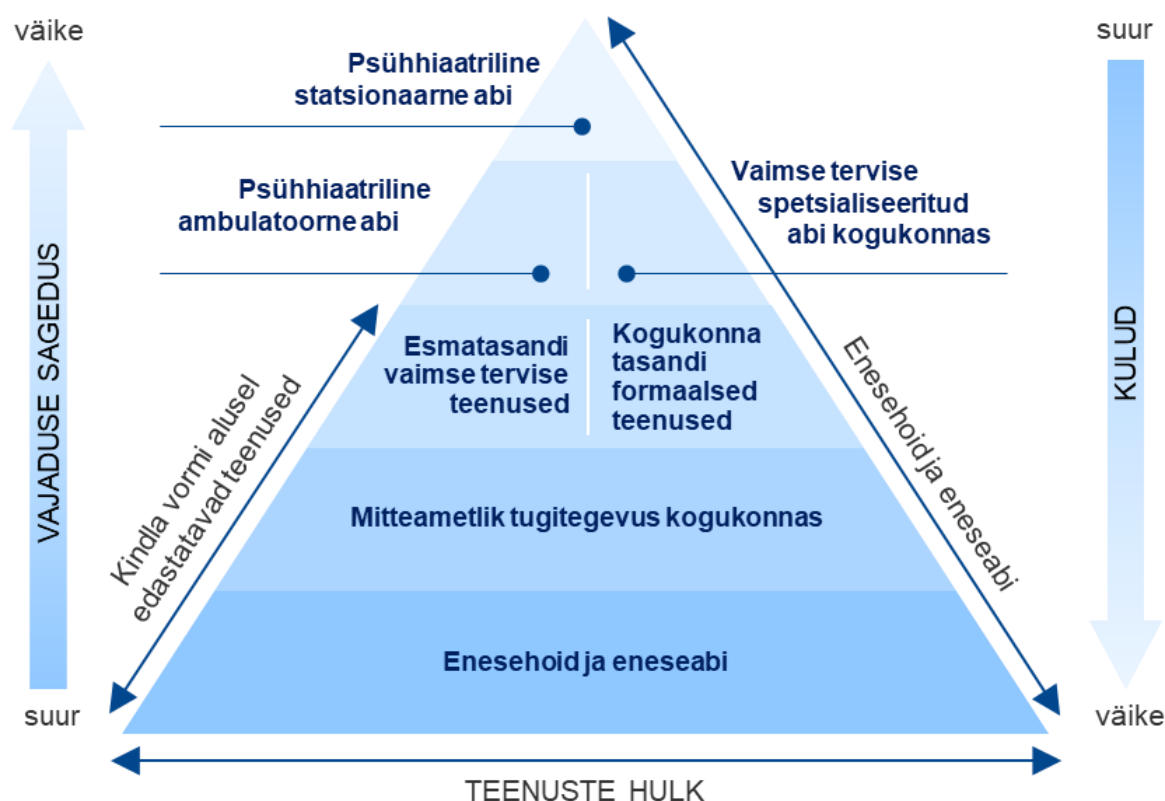 väike
suur
Psühhiaatriline
statsionaarne abi
Psühhiaatriline
ambulatoorne abi
Vaimse tervise
spetsialiseeritud
abi kogukonnas
VAJADUSE SAGEDUS
KULUD
Kindla vormi alusel
edastatavad teenused
Enesehoid ja eneseabi
Esmatasandi
vaimse tervise
teenused
Kogukonna
tasandi
formaalsed
teenused
Mitteametlik tugitegevus kogukonnas
Enesehoid ja eneseabi
suur
väike
TEENUSTE HULK